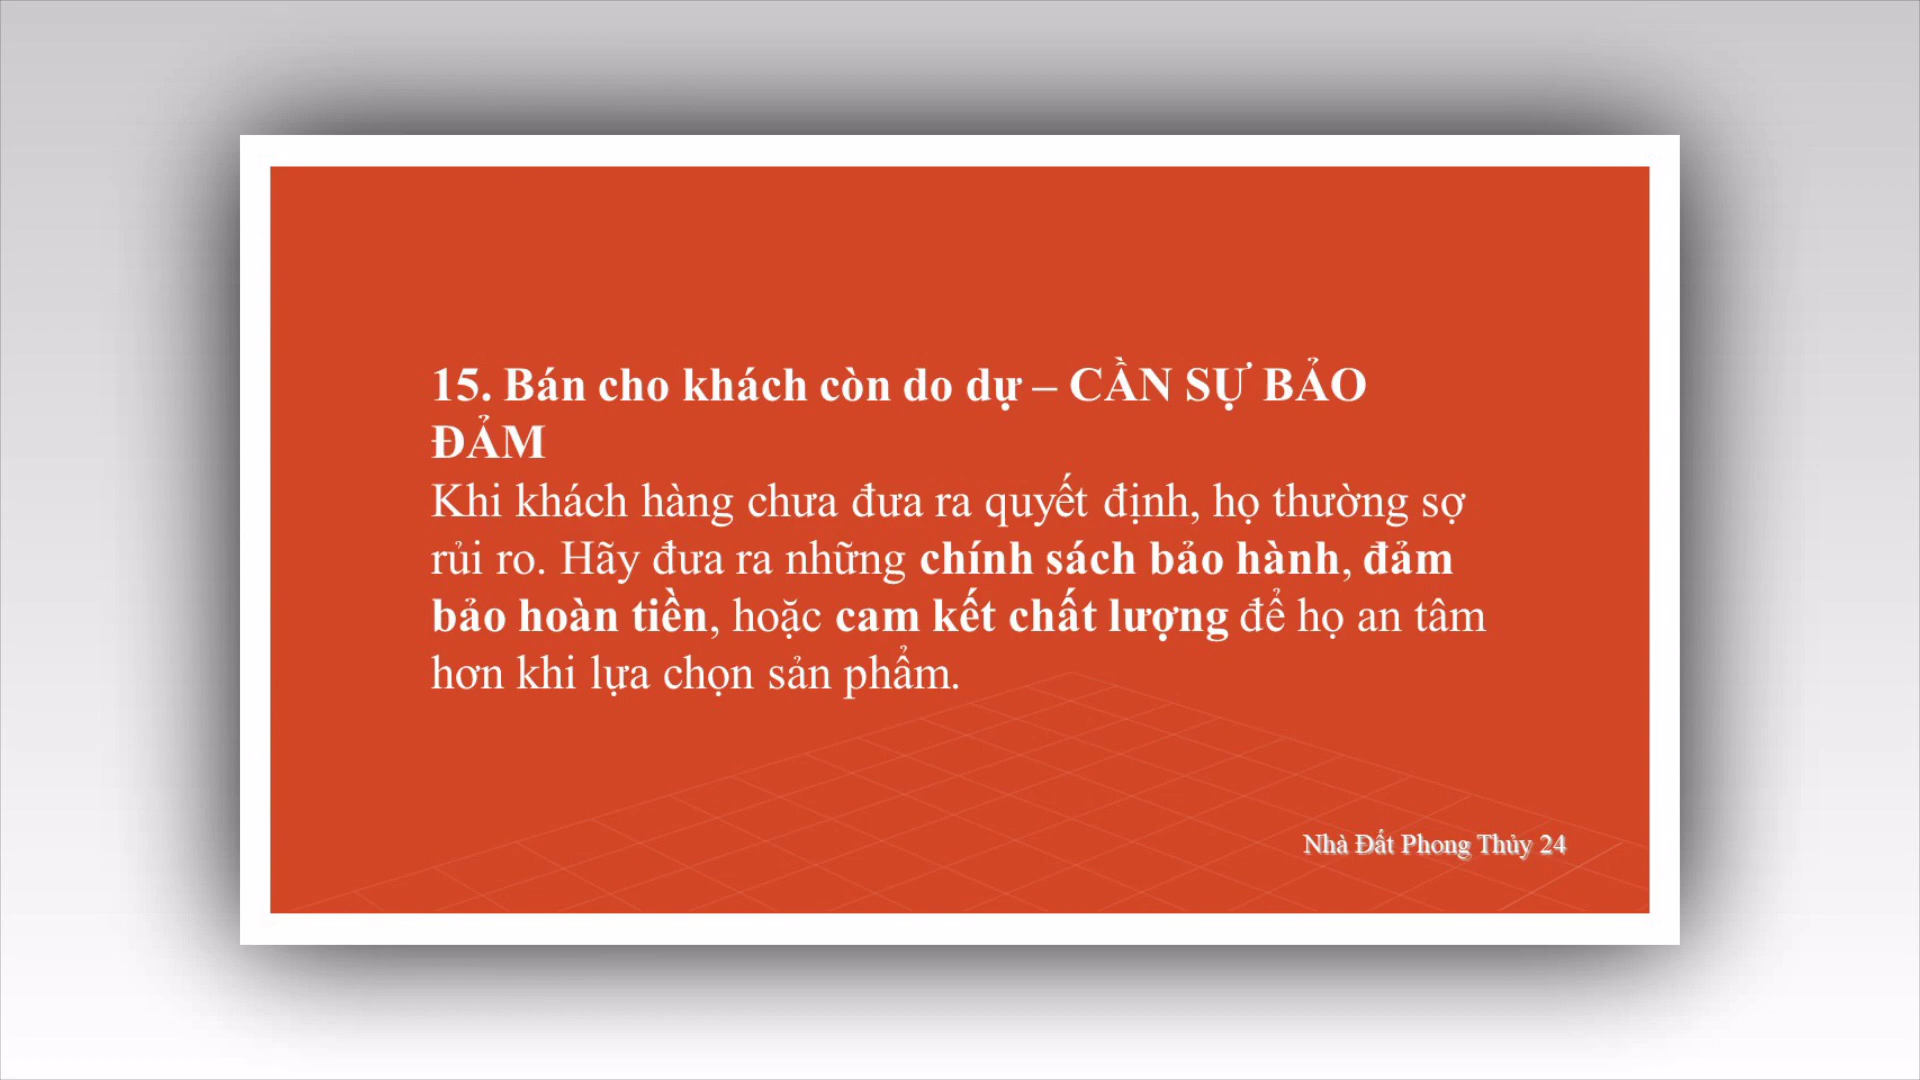 15. Bán cho khách còn do dự – CẦN SỰ BẢO
ĐẢM
Khi khách hàng chưa đưa ra quyết định, họ thường sợ
rủi ro. Hãy đưa ra những chính sách bảo hành, đảm
bảo hoàn tiền, hoặc cam kết chất lượng để họ an tâm
hơn khi lựa chọn sản phẩm.
Nhà Đất Phong Thủy 24